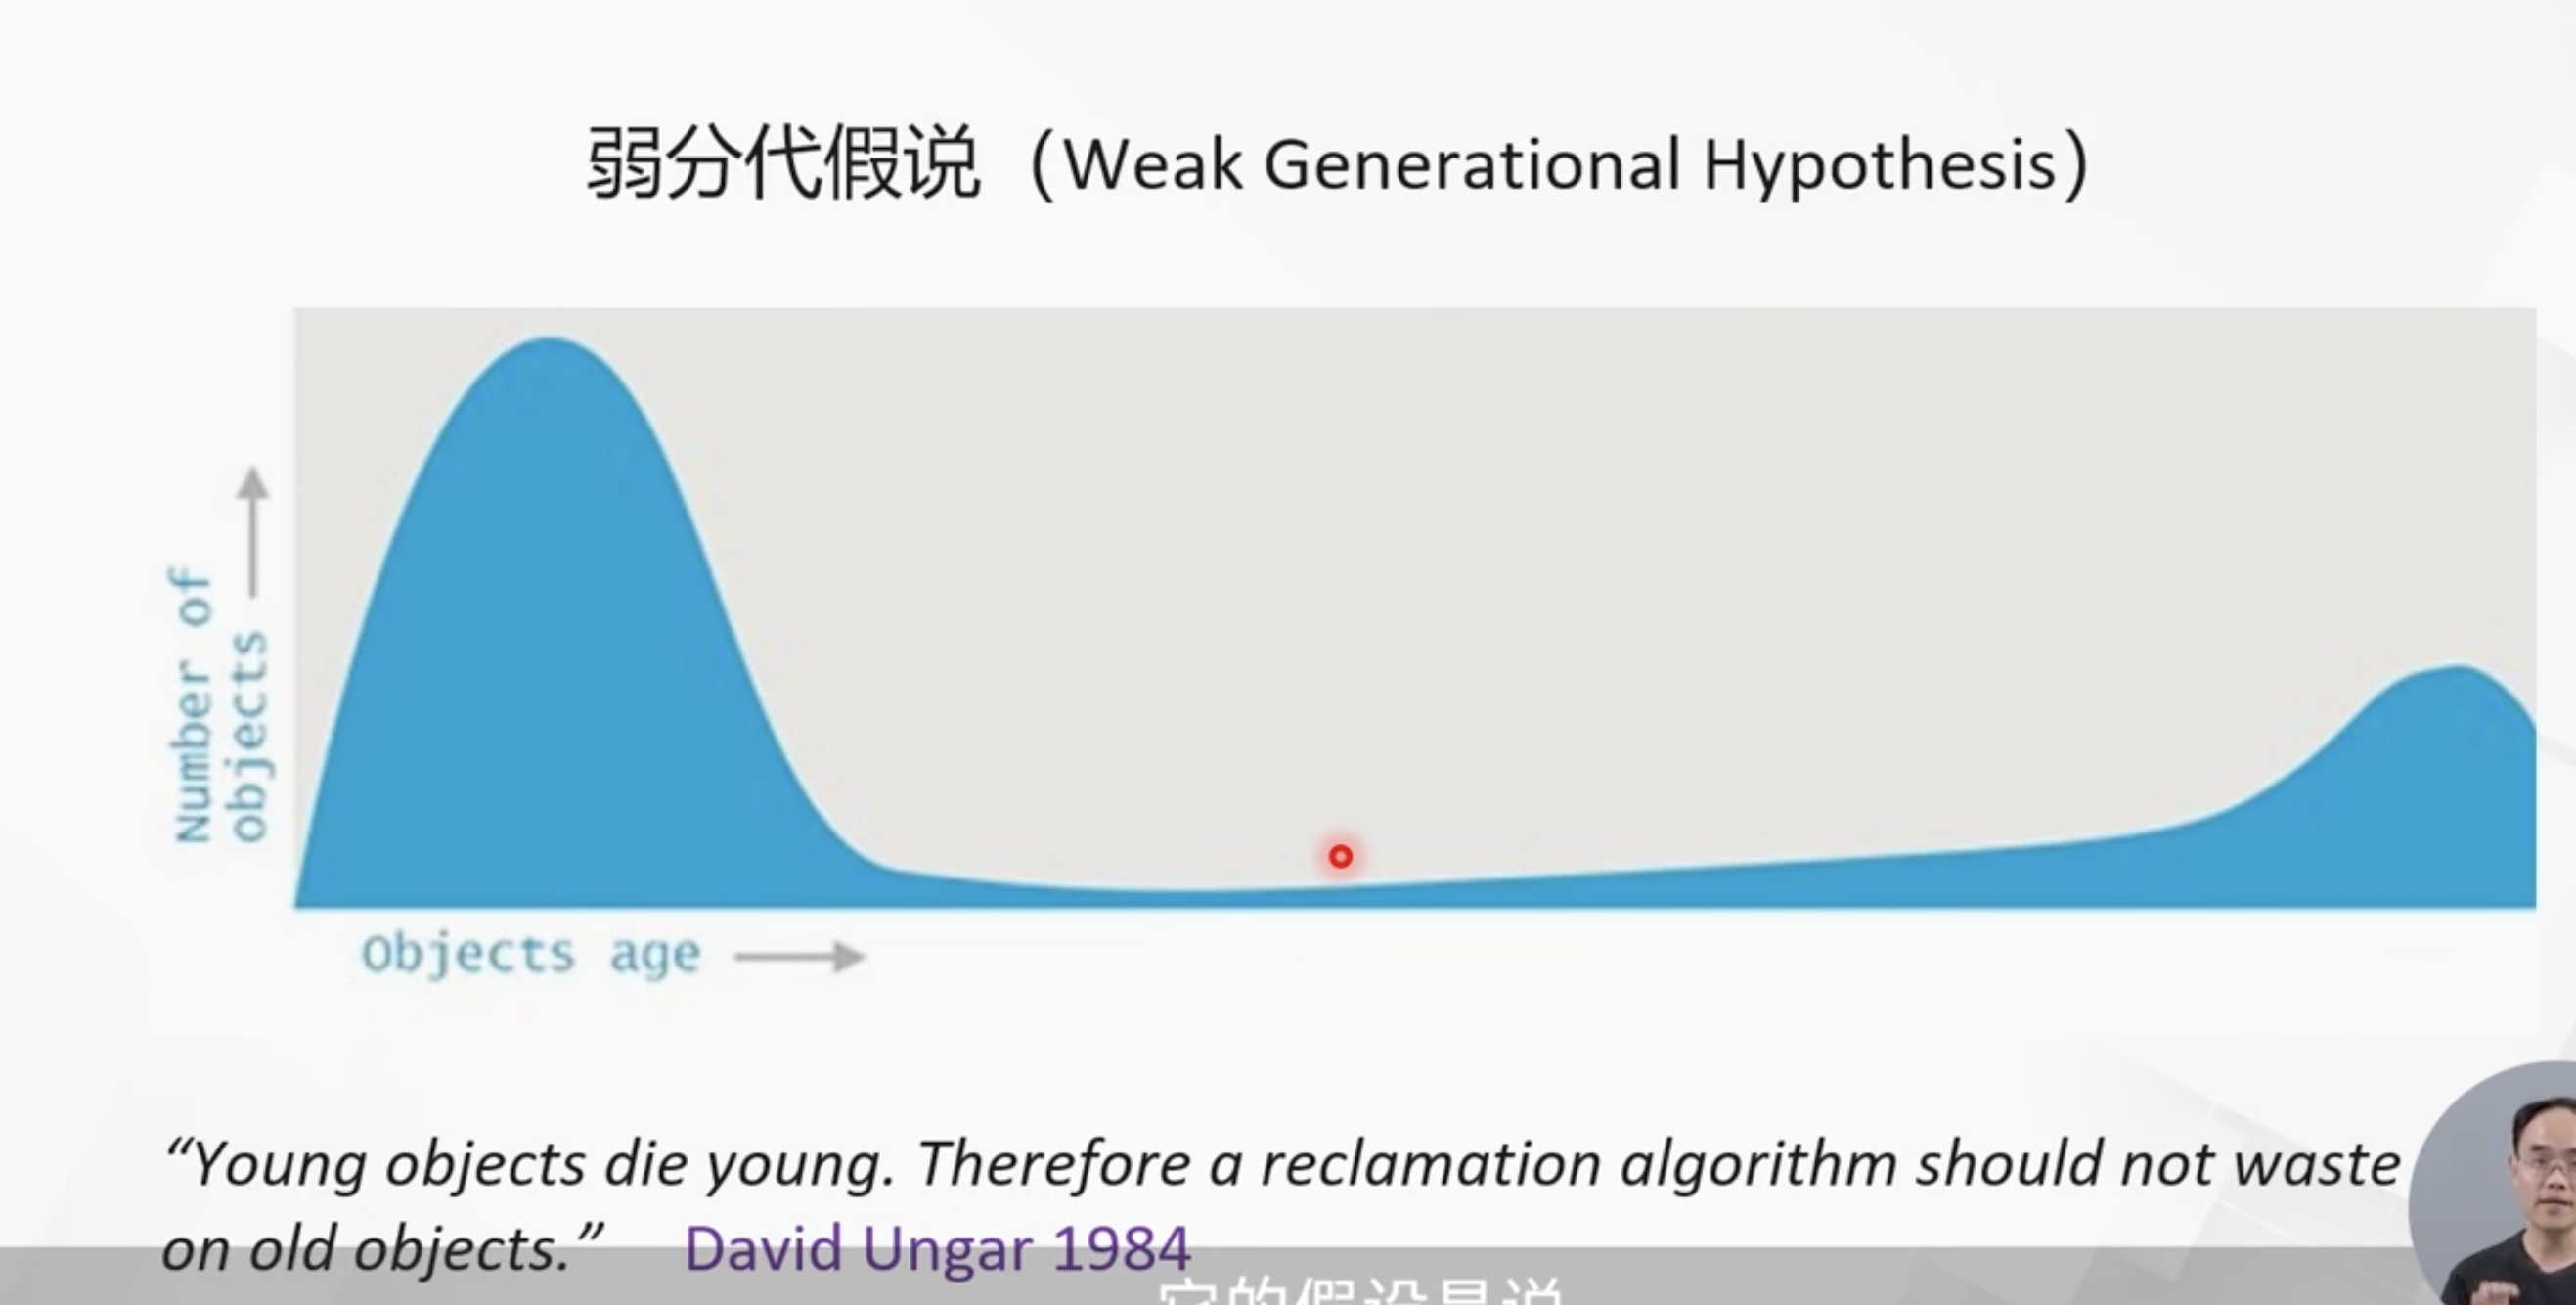 弱分代假说（Weak Generational Hypothesis）
Number of
objects
Objects age
“Young objects die young. Therefore a reclamation algorithm should not waste
on old objects.” David Ungar 1984
它的假设是说